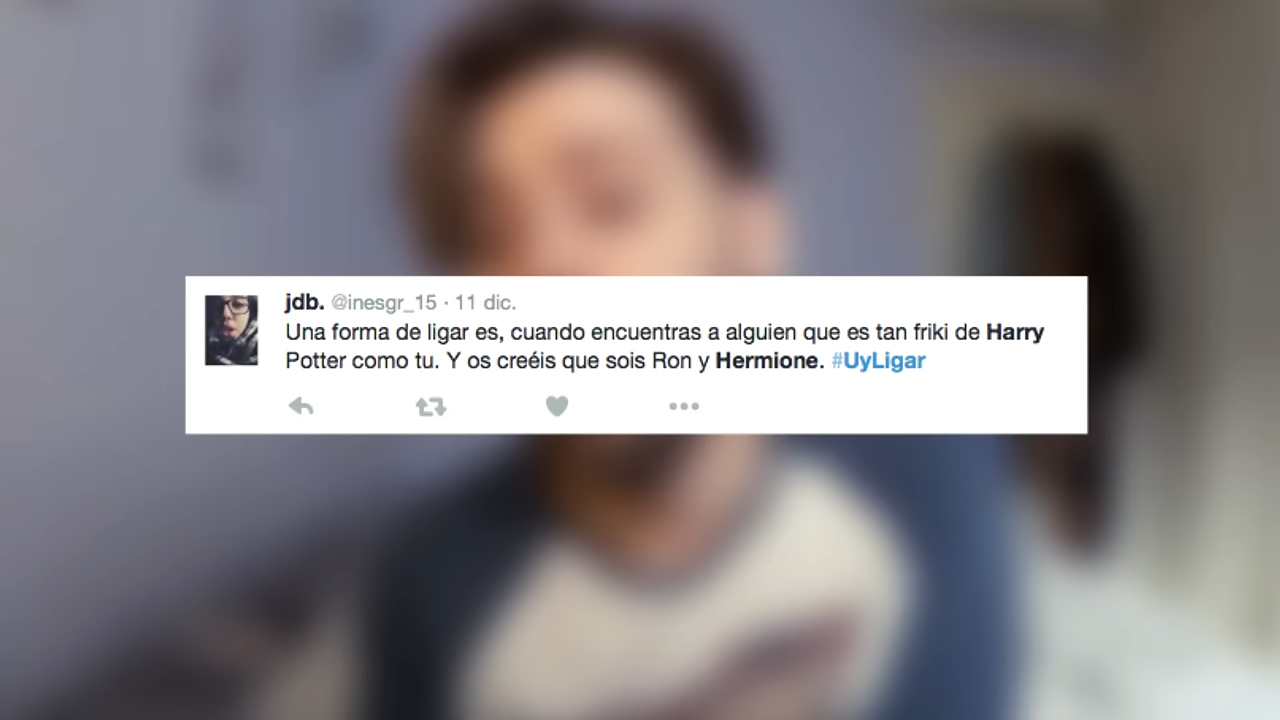 jdb. @inesgr_15 · 11 dic.
Una forma de ligar es, cuando encuentras a alguien que es tan friki de Harry
Potter como tu. Y os creéis que sois Ron y Hermione. #UyLigar